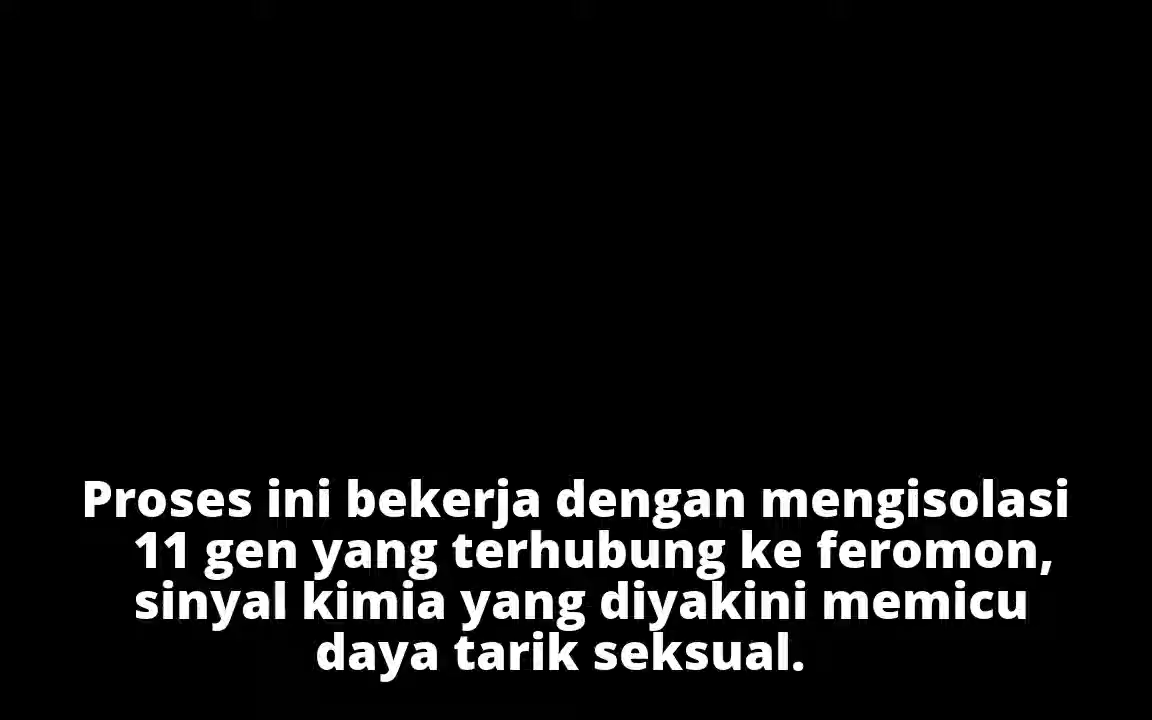 Proses ini bekerja dengan mengisolasi
11 gen yang terhubung ke feromon,
sinyal kimia yang diyakini memicu
daya tarik seksual.